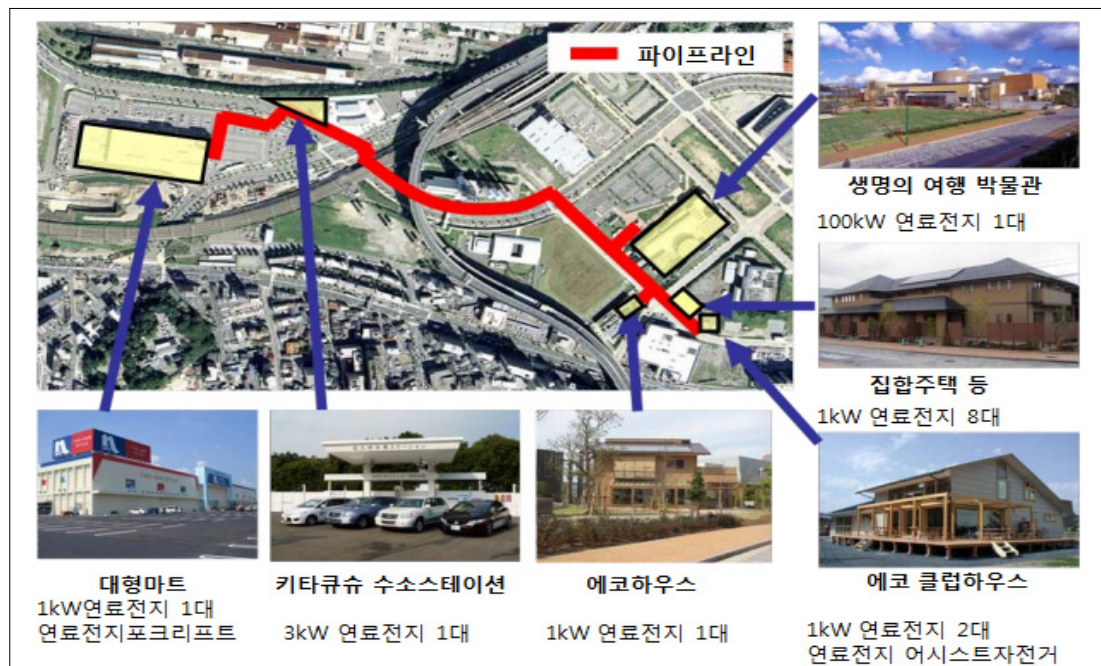 파이프라인
생명의 여행 박물관
100kW 연료전지 1대
집합주택 등
1kW 연료전지 8대
대형마트
1kW연료전지 1대
연료전지포크리프트
키타큐슈 수소스테이션
3kW 연료전지 1대
에코하우스
1kW 연료전지 1대
에코 클럽하우스
1kW 연료전지 2대
연료전지 어시스트자전거